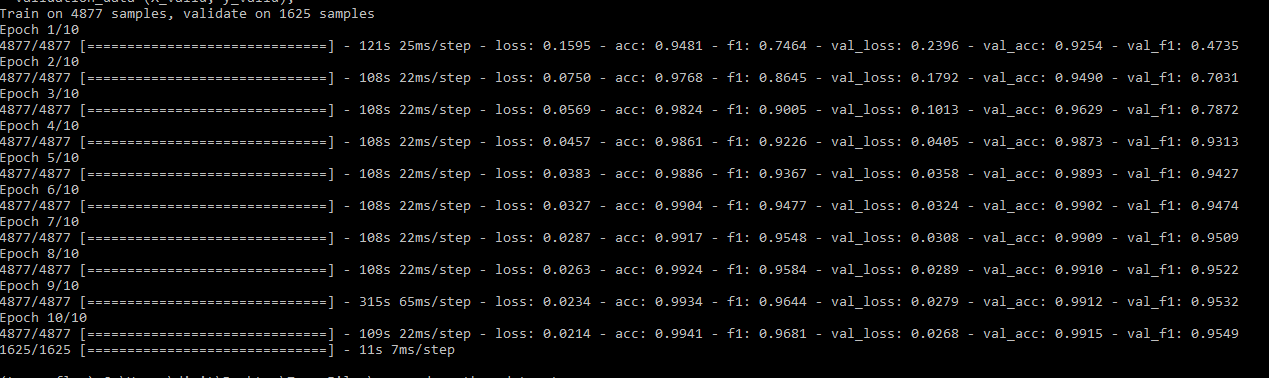 Train on 4877 samples, validate on 1625 samples
Epoch 1/10
4877/4877 [==============================] - 121s 25ms/step - loss: 0.1595 - acc: 0.9481 - f1: 0.7464 - val_loss: 0.2396 - val_acc: 0.9254 - val_f1: 0.4735
Epoch 2/10
4877/4877 [==============================] - 108s 22ms/step - loss: 0.0750 - acc: 0.9768 - f1: 0.8645 - val_loss: 0.1792 - val_acc: 0.9490 - val_f1: 0.7031
Epoch 3/10
4877/4877 [==============================] - 108s 22ms/step - loss: 0.0569 - acc: 0.9824 - f1: 0.9005 - val_loss: 0.1013 - val_acc: 0.9629 - val_f1: 0.7872
Epoch 4/10
4877/4877 [==============================] - 108s 22ms/step - loss: 0.0457 - acc: 0.9861 - f1: 0.9226 - val_loss: 0.0405 - val_acc: 0.9873 - val_f1: 0.9313
Epoch 5/10
4877/4877 [==============================] - 108s 22ms/step - loss: 0.0383 - acc: 0.9886 - f1: 0.9367 - val_loss: 0.0358 - val_acc: 0.9893 - val_f1: 0.9427
Epoch 6/10
4877/4877 [==============================] - 108s 22ms/step - loss: 0.0327 - acc: 0.9904 - f1: 0.9477 - val_loss: 0.0324 - val_acc: 0.9902 - val_f1: 0.9474
Epoch 7/10
4877/4877 [==============================] - 108s 22ms/step - loss: 0.0287 - acc: 0.9917 - f1: 0.9548 - val_loss: 0.0308 - val_acc: 0.9909 - val_f1: 0.9509
Epoch 8/10
4877/4877 [==============================] - 108s 22ms/step - loss: 0.0263 - acc: 0.9924 - f1: 0.9584 - val_loss: 0.0289 - val_acc: 0.9910 - val_f1: 0.9522
Epoch 9/10
4877/4877 [==============================] - 315s 65ms/step - loss: 0.0234 - acc: 0.9934 - f1: 0.9644 - val_loss: 0.0279 - val_acc: 0.9912 - val_f1: 0.9532
Epoch 10/10
4877/4877 [==============================] - 109s 22ms/step - loss: 0.0214 - acc: 0.9941 - f1: 0.9681 - val_loss: 0.0268 - val_acc: 0.9915 - val_f1: 0.9549
1625/1625 [==============================] - 11s 7ms/step